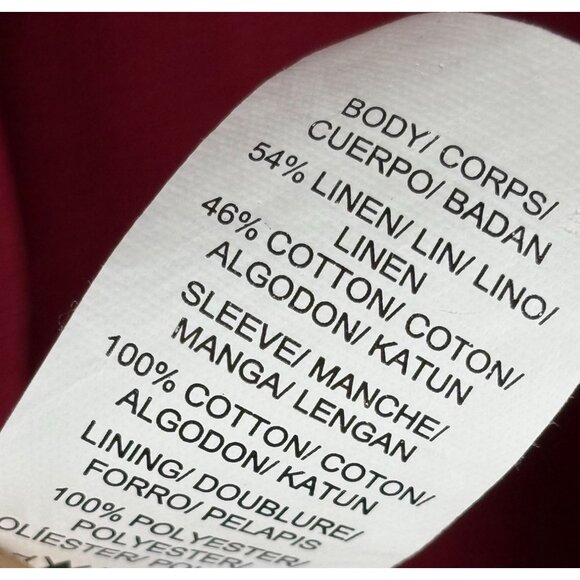 BODY/ CORPS/
CUERPO/ BADAN
54% LINEN/ LIN/ LINO/
LINEN
46% COTTON/ COTON/
ALGODON/ KATUN
SLEEVE/ MANCHE/
MANGA/ LENGAN
100% COTTON/ COTON/
ALGODON/ KATUN
LINING/ DOUBLURE/
FORRO/ PELAPIS
100% POLYESTER/
POLYESTER/